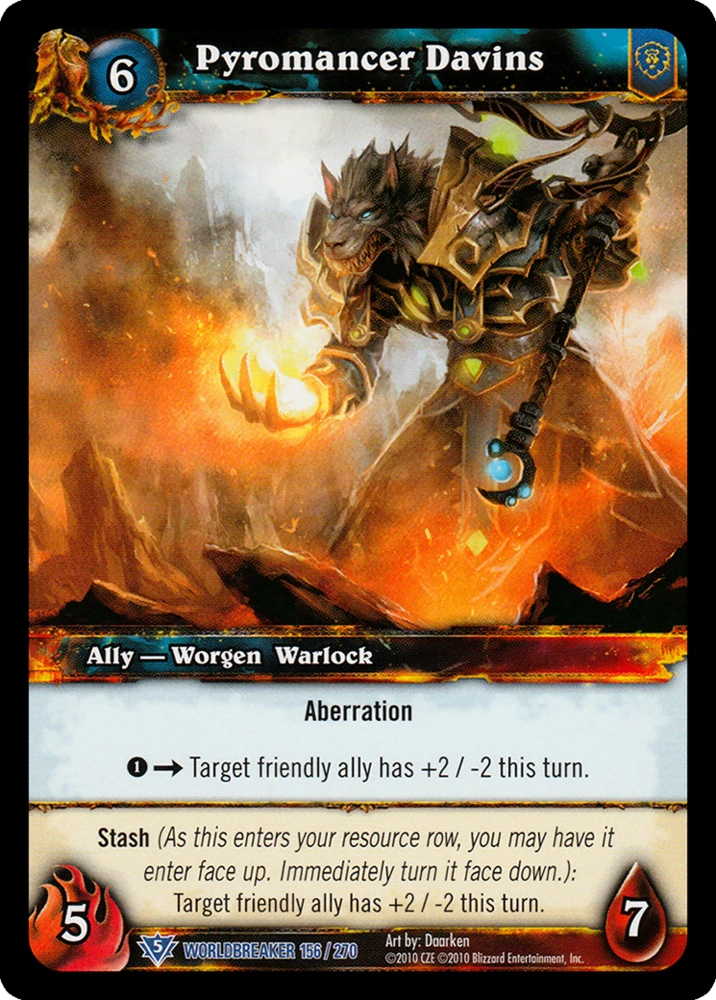 6
Pyromancer Davins
Ally — Worgen Warlock
Aberration
1 → Target friendly ally has +2 / -2 this turn.
Stash (As this enters your resource row, you may have it
enter face up. Immediately turn it face down.):
Target friendly ally has +2 / -2 this turn.
5
7
5 WORLDBREAKER 156 / 270
Art by: Daarken
©2010 CZE ©2010 Blizzard Entertainment, Inc.